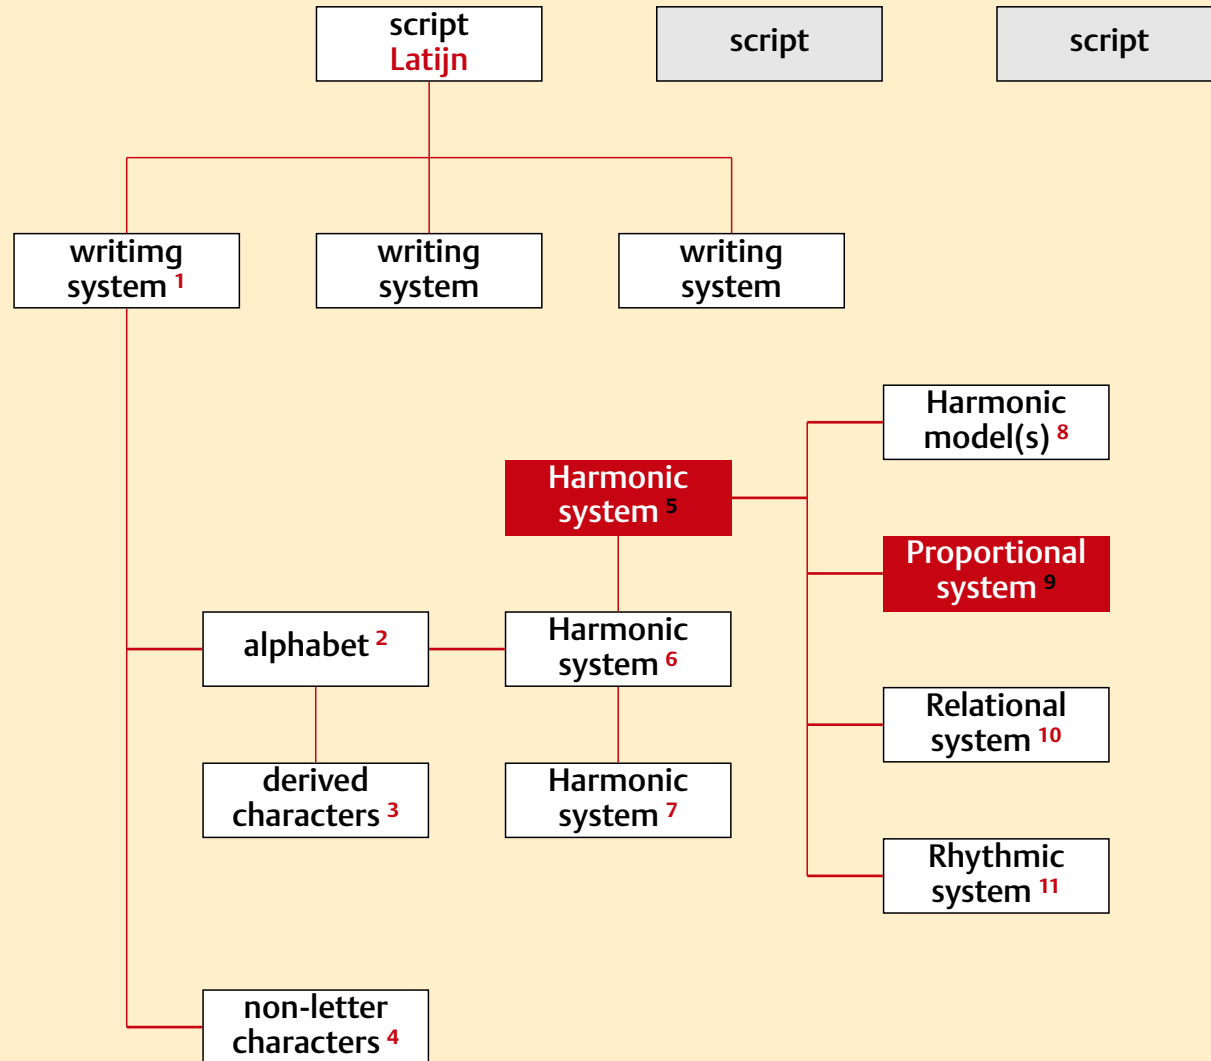 script
Latijn
script
script
writimg
system 1
writing
system
writing
system
Harmonic
model(s) 8
Harmonic
system 5
Proportional
system 9
alphabet 2
Harmonic
system 6
Relational
system 10
derived
characters 3
Harmonic
system 7
Rhythmic
system 11
non-letter
characters 4